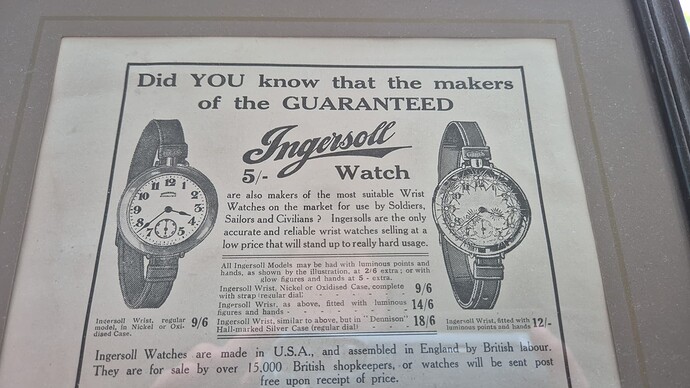 Did YOU know that the makers
of the GUARANTEED
Ingersoll
5/- Watch
are also makers of the most suitable Wrist
Watches on the market for use by Soldiers,
Sailors and Civilians ? Ingersolls are the only
accurate and reliable wrist watches selling at a
low price that will stand up to really hard usage.
All Ingersoll Models may be had with luminous points and
hands, as shown by the illustration, at 2/6 extra; or with
glow figures and hands at 5 - extra.
Ingersoll Wrist, Nickel or Oxidised Case, complete
with strap (regular dial) 9/6
Ingersoll Wrist, as above, fitted with luminous
figures and hands 14/6
Ingersoll Wrist, similar to above, but in "Dennison"
Hall-marked Silver Case (regular dial) 18/6
Ingersoll Wrist, regular
model, in Nickel or Oxi-
dised Case. 9/6
Ingersoll Wrist, fitted with
luminous points and hands 12/-
Ingersoll Watches are made in U.S.A., and assembled in England by British labour.
They are for sale by over 15,000 British shopkeepers, or watches will be sent post
free upon receipt of price.